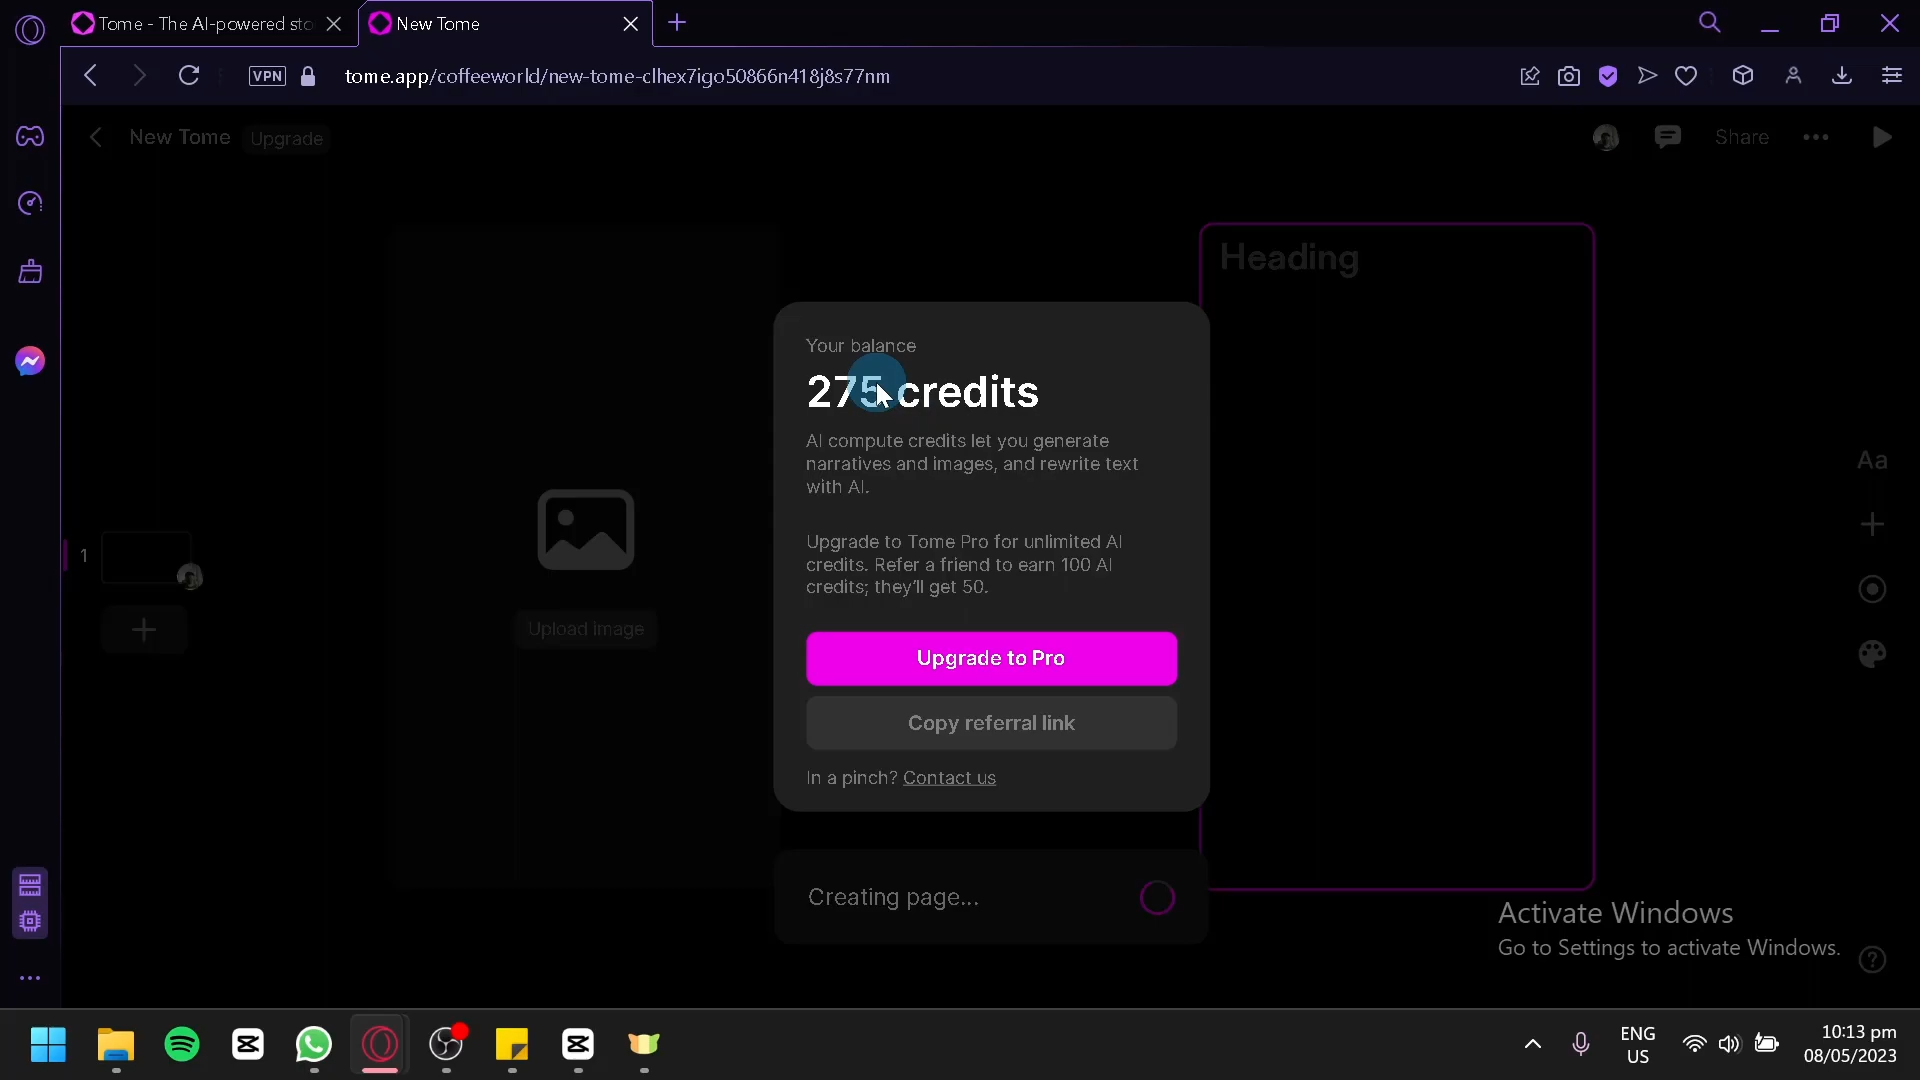 Tome - The AI-powered sto
New Tome
VPN
tome.app/coffeeworld/new-tome-clhex7igo50866n418j8s77nm
New Tome
Upgrade
Share
Heading
Your balance
275 credits
AI compute credits let you generate
narratives and images, and rewrite text
with AI.
Upgrade to Tome Pro for unlimited AI
credits. Refer a friend to earn 100 AI
credits; they'll get 50.
Upgrade to Pro
Copy referral link
In a pinch? Contact us
Aa
1
Upload image
Creating page...
Activate Windows
Go to Settings to activate Windows.
ENG
US
10:13 pm
08/05/2023